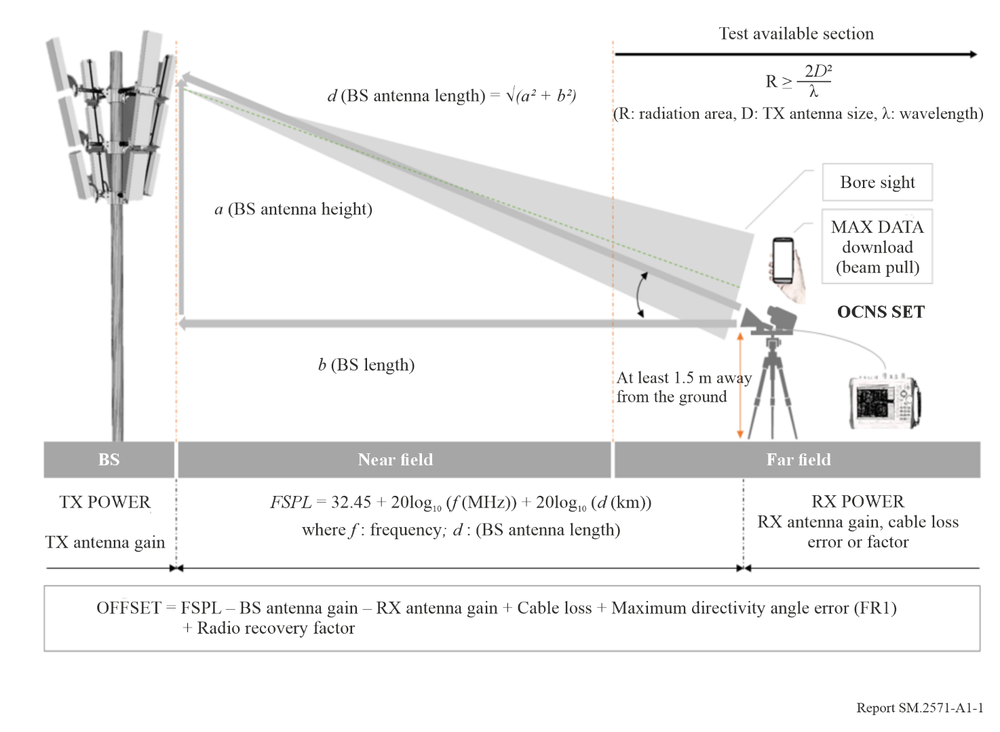 Test available section
R ≥ 2D²/λ
d (BS antenna length) = √(a² + b²)
(R: radiation area, D: TX antenna size, λ: wavelength)
Bore sight
a (BS antenna height)
MAX DATA
download
(beam pull)
OCNS SET
b (BS length)
At least 1.5 m away
from the ground
BS
Near field
Far field
TX POWER
TX antenna gain
FSPL = 32.45 + 20log₁₀ (f (MHz)) + 20log₁₀ (d (km))
where f : frequency; d : (BS antenna length)
RX POWER
RX antenna gain, cable loss
error or factor
OFFSET = FSPL – BS antenna gain – RX antenna gain + Cable loss + Maximum directivity angle error (FR1)
+ Radio recovery factor
Report SM.2571-A1-1